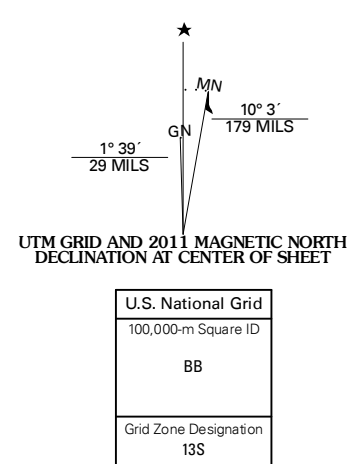 MN
GN
10° 3´
179 MILS
1° 39´
29 MILS
UTM GRID AND 2011 MAGNETIC NORTH
DECLINATION AT CENTER OF SHEET
U.S. National Grid
100,000-m Square ID
BB
Grid Zone Designation
13S